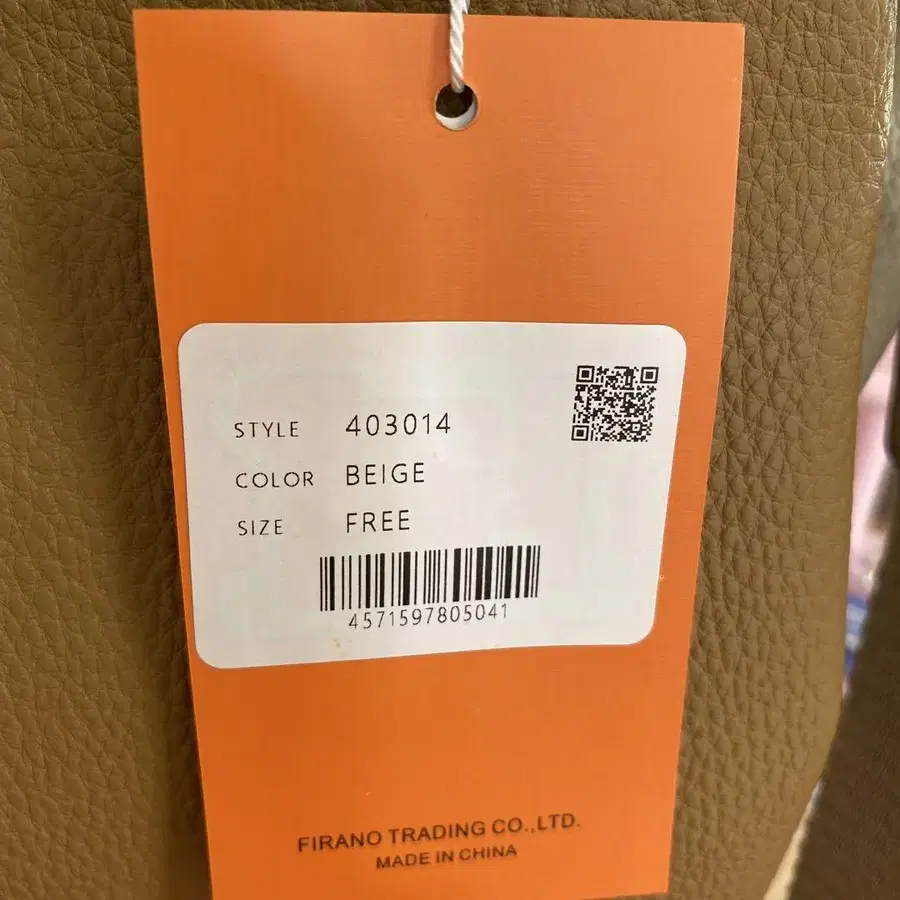 STYLE 403014
COLOR BEIGE
SIZE FREE
4571597805041
FIRANO TRADING CO.,LTD.
MADE IN CHINA